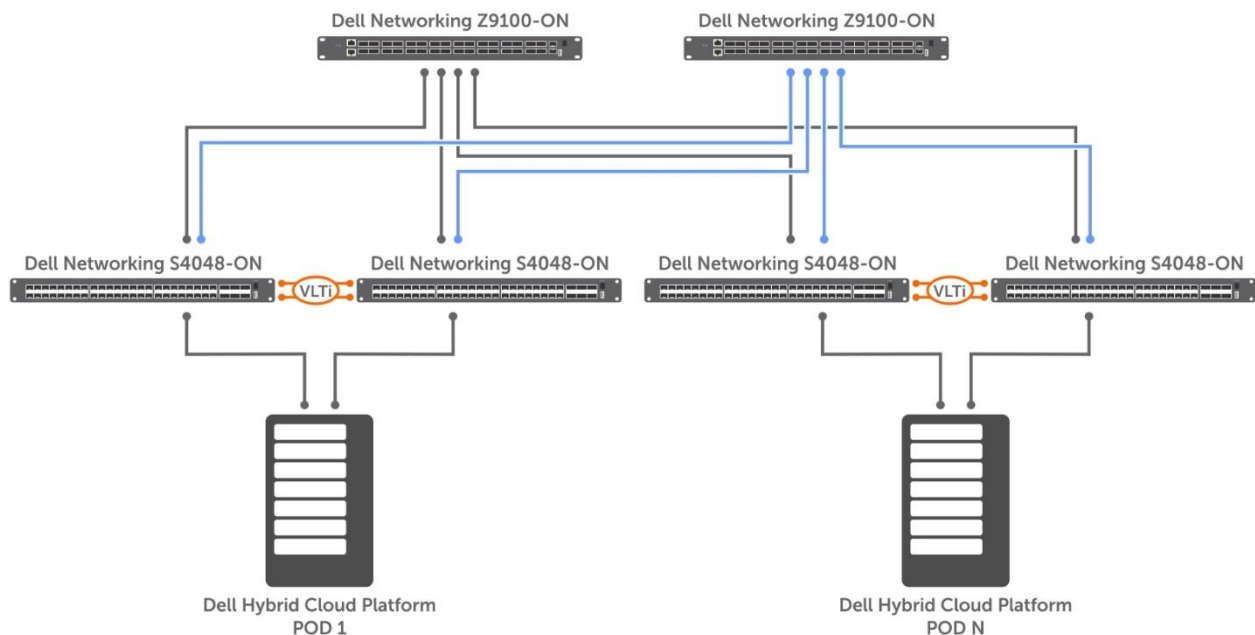 Dell Networking Z9100-ON
Dell Networking Z9100-ON
Dell Networking S4048-ON
Dell Networking S4048-ON
Dell Networking S4048-ON
Dell Networking S4048-ON
VLTi
VLTi
Dell Hybrid Cloud Platform
POD 1
Dell Hybrid Cloud Platform
POD N